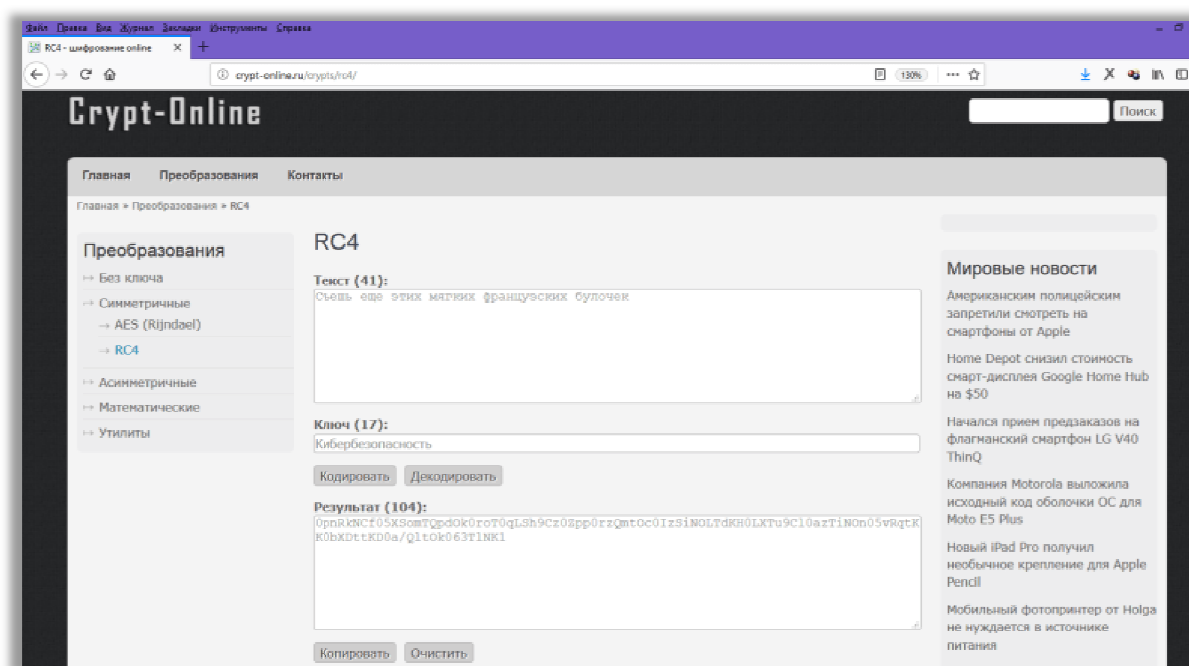 Файл Правка Вид Журнал Закладки Инструменты Справка
RC4 - шифрование online
crypt-online.ru/crypts/rc4/
130%
Crypt-Online
Поиск
Главная Преобразования Контакты
Главная » Преобразования » RC4
Преобразования
Без ключа
Симметричные
AES (Rijndael)
RC4
Асимметричные
Математические
Утилиты
RC4
Текст (41):
Съешь еще этих мягких французских булочек
Ключ (17):
Кибербезопасность
Кодировать Декодировать
Результат (104):
Копировать Очистить
Мировые новости
Американским полицейским
запретили смотреть на
смартфоны от Apple
Home Depot снизил стоимость
смарт-дисплея Google Home Hub
на $50
Начался прием предзаказов на
флагманский смартфон LG V40
ThinQ
Компания Motorola выложила
исходный код оболочки ОС для
Moto E5 Plus
Новый iPad Pro получил
необычное крепление для Apple
Pencil
Мобильный фотопринтер от Holga
не нуждается в источнике
питания